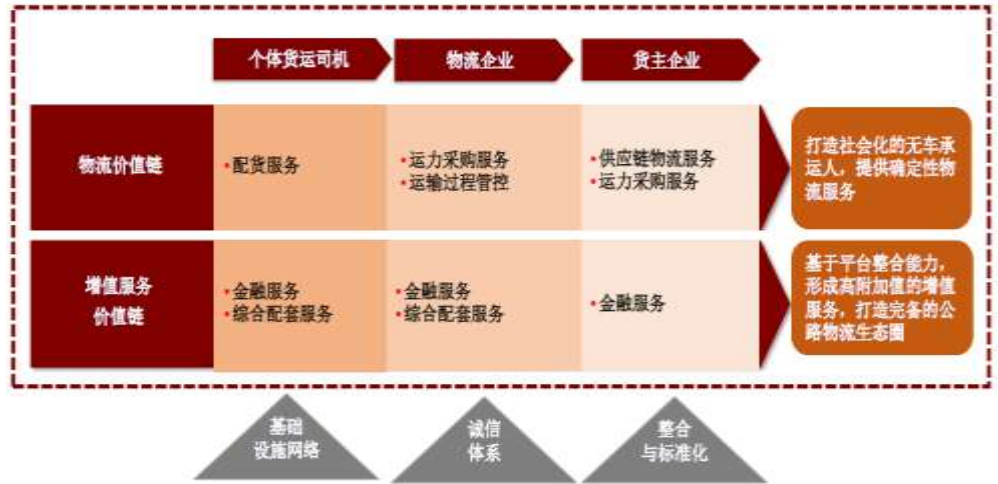 个体货运司机
物流企业
货主企业
物流价值链
•配货服务
•运力采购服务
•运输过程管控
•供应链物流服务
•运力采购服务
打造社会化的无车承
运人，提供确定性物
流服务
增值服务
价值链
•金融服务
•综合配套服务
•金融服务
•综合配套服务
•金融服务
基于平台整合能力，
形成高附加值的增值
服务，打造完备的公
路物流生态圈
基础
设施网络
诚信
体系
整合
与标准化